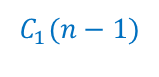 C₁(n − 1)